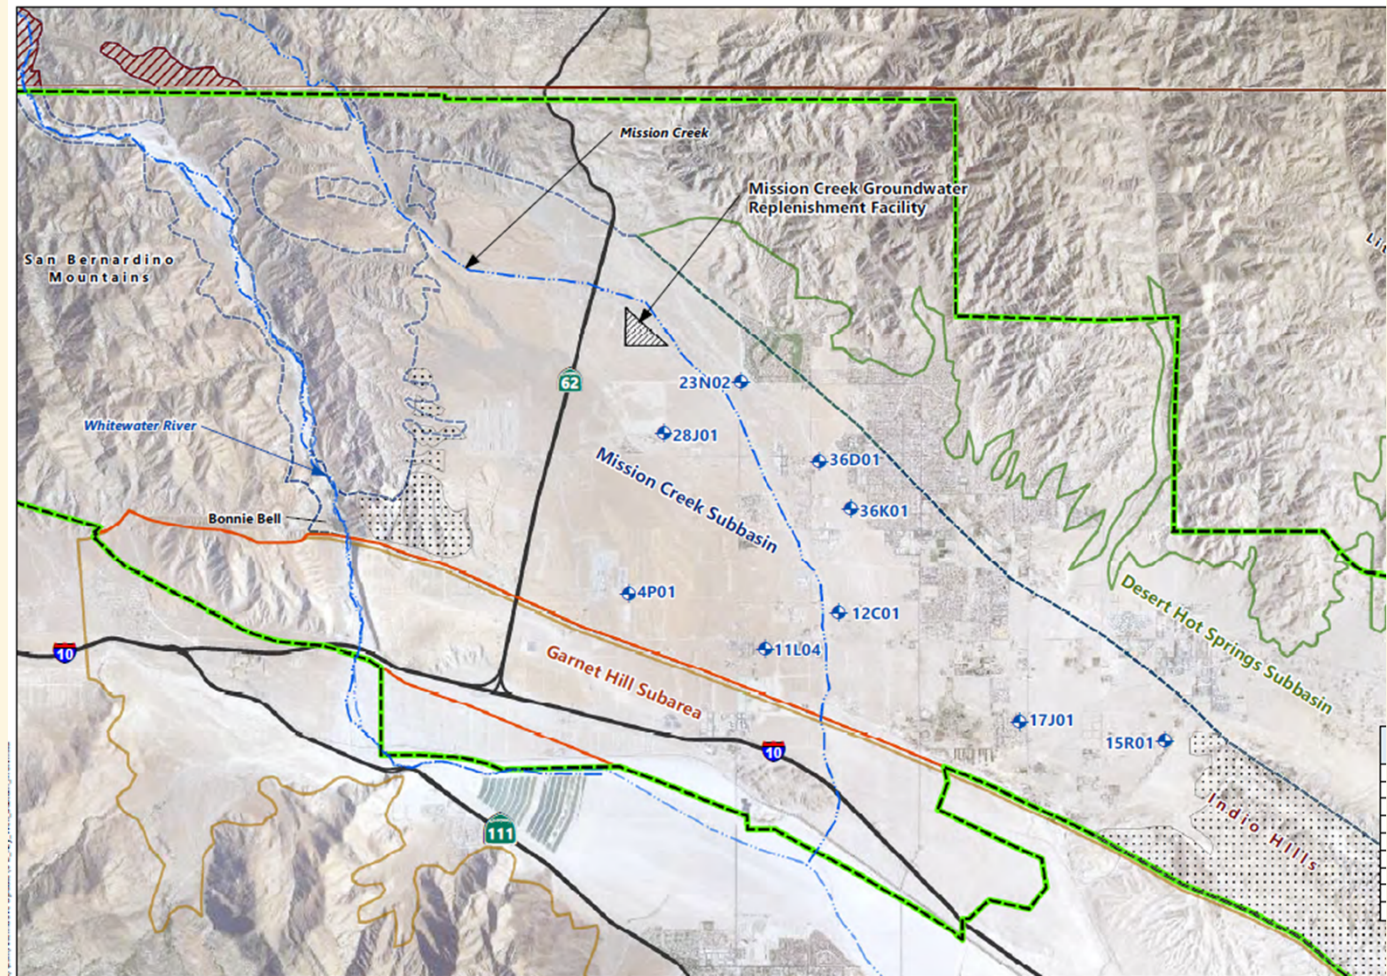 Mission Creek
Mission Creek Groundwater
Replenishment Facility
San Bernardino
Mountains
62
23N02
Whitewater River
28J01
Mission Creek Subbasin
36D01
36K01
Bonnie Bell
4P01
12C01
Desert Hot Springs Subbasin
10
Garnet Hill Subarea
11L04
17J01
15R01
10
Indio Hills
111